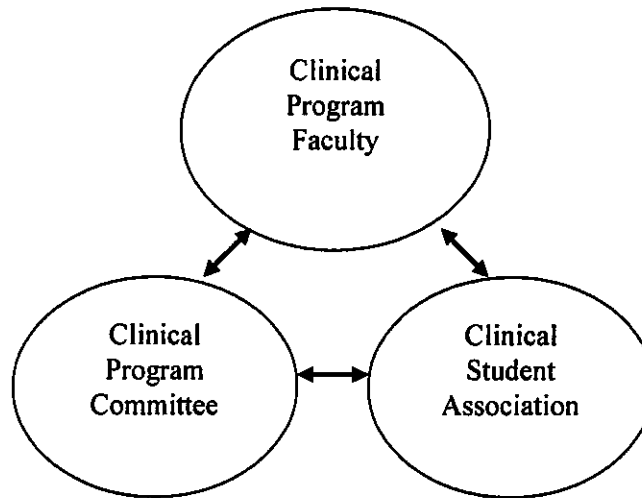 Clinical
Program
Faculty
Clinical
Program
Committee
Clinical
Student
Association